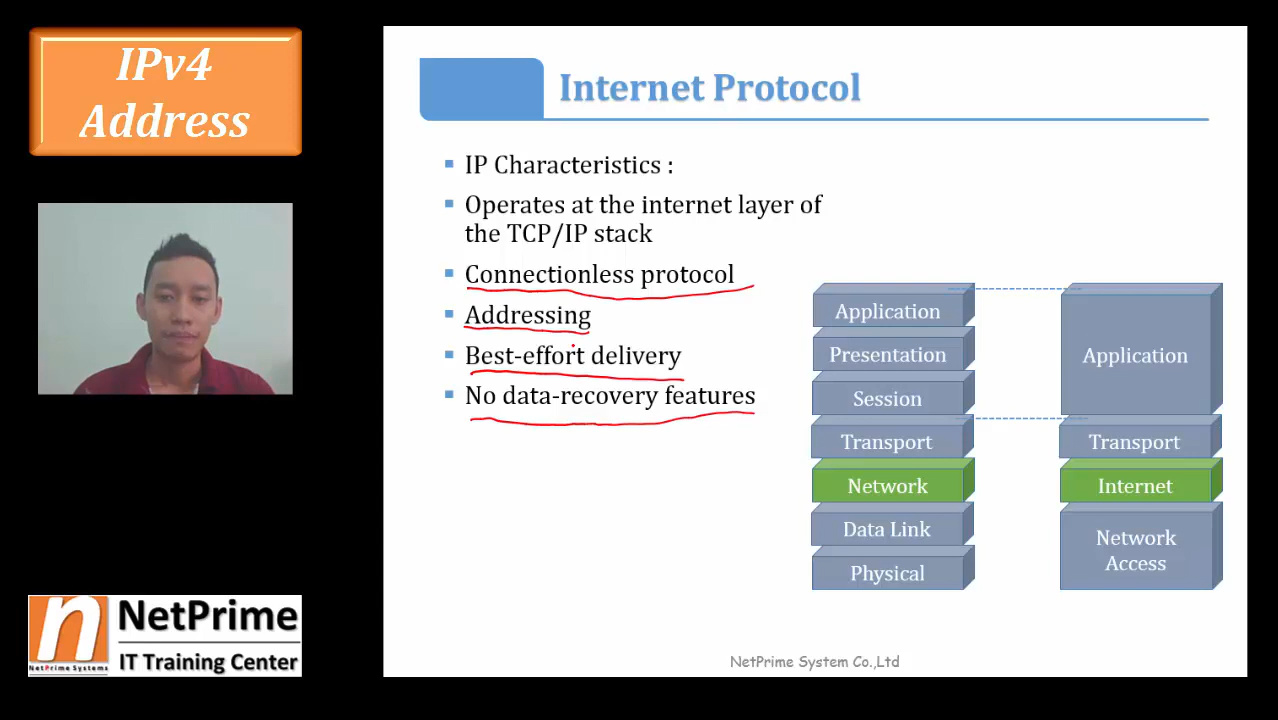 IPv4
Address
Internet Protocol
IP Characteristics :
Operates at the internet layer of
the TCP/IP stack
Connectionless protocol
Addressing
Best-effort delivery
No data-recovery features
Application
Presentation
Session
Transport
Network
Data Link
Physical
Application
Transport
Internet
Network
Access
n
NetPrime Systems
NetPrime
IT Training Center
NetPrime System Co.,Ltd